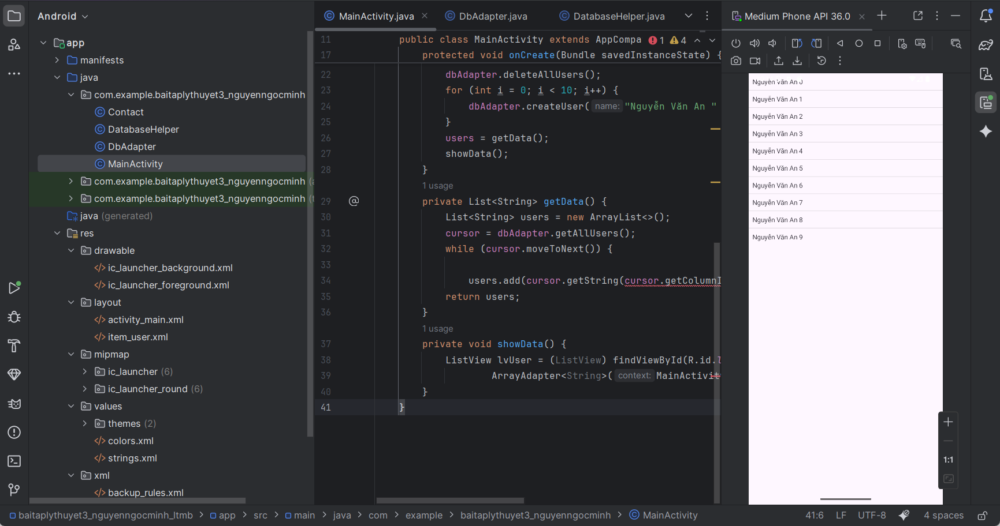 Android
app
manifests
java
com.example.baitaplythuyet3_nguyenngocminh
Contact
DatabaseHelper
DbAdapter
MainActivity
com.example.baitaplythuyet3_nguyenngocminh
com.example.baitaplythuyet3_nguyenngocminh
java (generated)
res
drawable
ic_launcher_background.xml
ic_launcher_foreground.xml
layout
activity_main.xml
item_user.xml
mipmap
ic_launcher (6)
ic_launcher_round (6)
values
themes (2)
colors.xml
strings.xml
xml
backup_rules.xml
MainActivity.java DbAdapter.java DatabaseHelper.java
11 public class MainActivity extends AppCompa 1 4
17 protected void onCreate(Bundle savedInstanceState) {
22 dbAdapter.deleteAllUsers();
23 for (int i = 0; i < 10; i++) {
24 dbAdapter.createUser( name: "Nguyễn Văn An "
25 }
26 users = getData();
27 showData();
28 }
1 usage
29 @ private List<String> getData() {
30 List<String> users = new ArrayList<>();
31 cursor = dbAdapter.getAllUsers();
32 while (cursor.moveToNext()) {
33
34 users.add(cursor.getString(cursor.getColumnI
35 return users;
36 }
1 usage
37 private void showData() {
38 ListView lvUser = (ListView) findViewById(R.id.l
39 ArrayAdapter<String>( context: MainActivit
40 }
41 }
Medium Phone API 36.0
Nguyễn Văn An 0
Nguyễn Văn An 1
Nguyễn Văn An 2
Nguyễn Văn An 3
Nguyễn Văn An 4
Nguyễn Văn An 5
Nguyễn Văn An 6
Nguyễn Văn An 7
Nguyễn Văn An 8
Nguyễn Văn An 9
1:1
baitaplythuyet3_nguyenngocminh_ltmb > app > src > main > java > com > example > baitaplythuyet3_nguyenngocminh > MainActivity 41:6 LF UTF-8 4 spaces